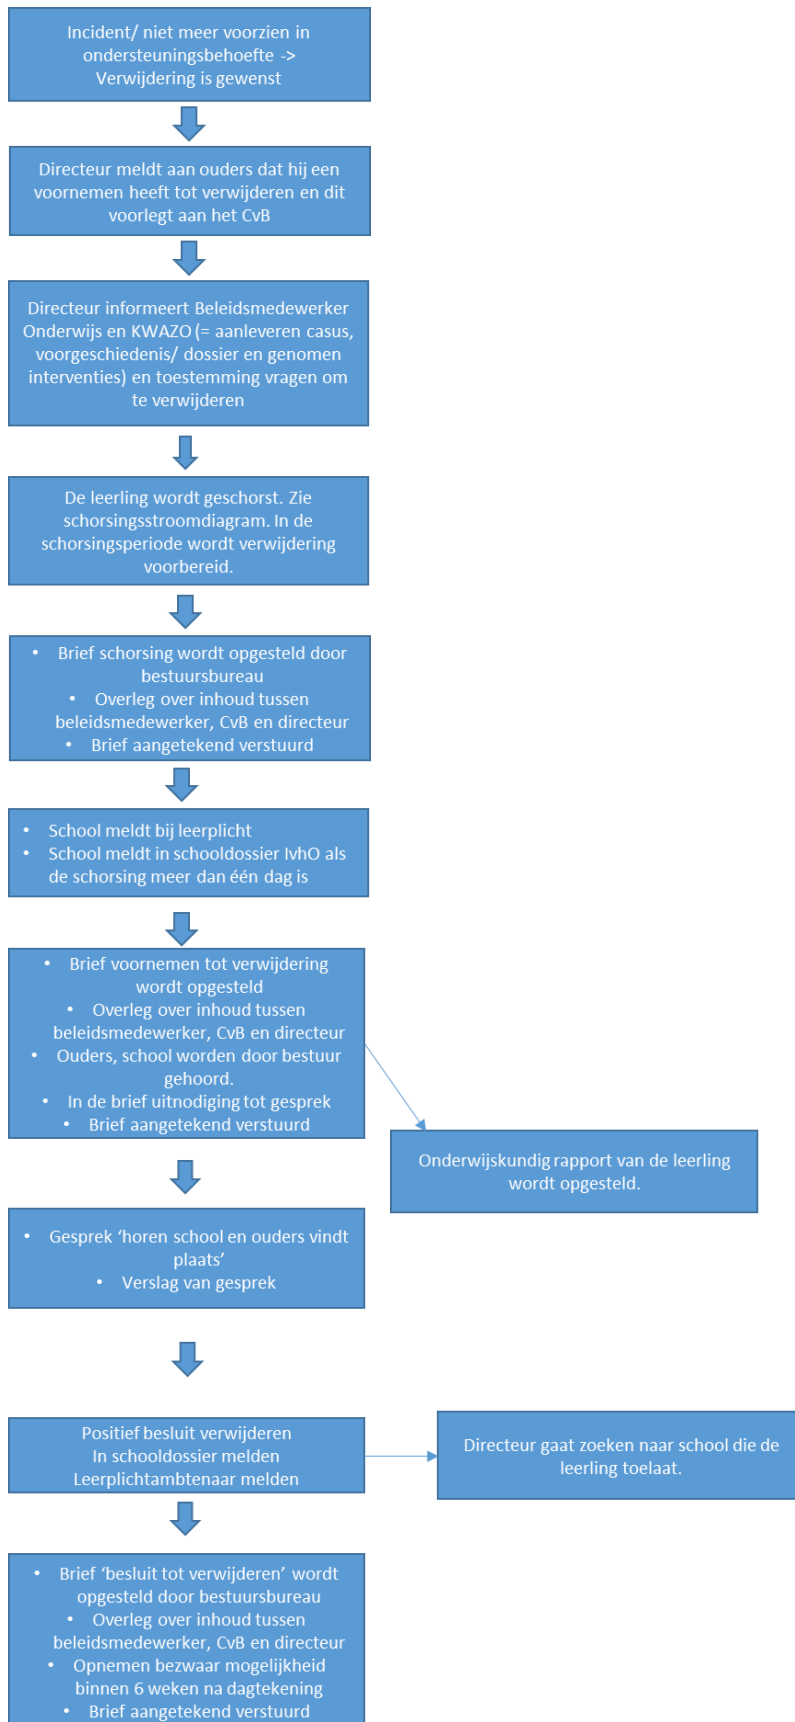 Incident/ niet meer voorzien in
ondersteuningsbehoefte ->
Verwijdering is gewenst
Directeur meldt aan ouders dat hij een
voornemen heeft tot verwijderen en dit
voorlegt aan het CvB
Directeur informeert Beleidsmedewerker
Onderwijs en KWAZO (= aanleveren casus,
voorgeschiedenis/ dossier en genomen
interventies) en toestemming vragen om
te verwijderen
De leerling wordt geschorst. Zie
schorsingsstroomdiagram. In de
schorsingsperiode wordt verwijdering
voorbereid.
• Brief schorsing wordt opgesteld door
bestuursbureau
• Overleg over inhoud tussen
beleidsmedewerker, CvB en directeur
• Brief aangetekend verstuurd
• School meldt bij leerplicht
• School meldt in schooldossier IvhO als
de schorsing meer dan één dag is
• Brief voornemen tot verwijdering
wordt opgesteld
• Overleg over inhoud tussen
beleidsmedewerker, CvB en directeur
• Ouders, school worden door bestuur
gehoord.
• In de brief uitnodiging tot gesprek
• Brief aangetekend verstuurd
Onderwijskundig rapport van de leerling
wordt opgesteld.
• Gesprek ‘horen school en ouders vindt
plaats’
• Verslag van gesprek
Positief besluit verwijderen
In schooldossier melden
Leerplichtambtenaar melden
Directeur gaat zoeken naar school die de
leerling toelaat.
• Brief ‘besluit tot verwijderen’ wordt
opgesteld door bestuursbureau
• Overleg over inhoud tussen
beleidsmedewerker, CvB en directeur
• Opnemen bezwaar mogelijkheid
binnen 6 weken na dagtekening
• Brief aangetekend verstuurd